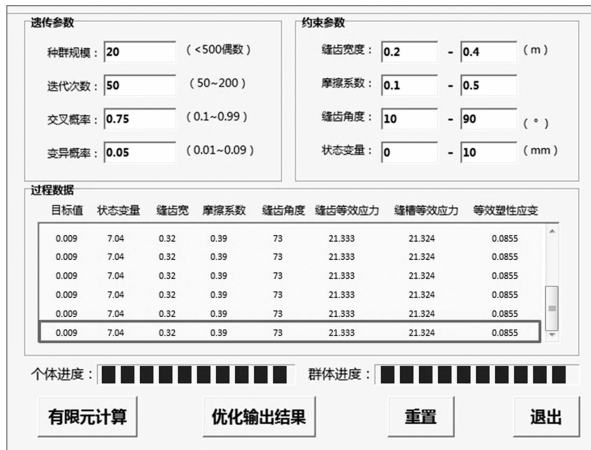 遗传参数
种群规模： 20 （<500偶数）
迭代次数： 50 （50~200）
交叉概率： 0.75 （0.1~0.99）
变异概率： 0.05 （0.01~0.09）
约束参数
缝齿宽度： 0.2 - 0.4 （m）
摩擦系数： 0.1 - 0.5
缝齿角度： 10 - 90 （°）
状态变量： 0 - 10 （mm）
过程数据
目标值 状态变量 缝齿宽 摩擦系数 缝齿角度 缝齿等效应力 缝槽等效应力 等效塑性应变
0.009 7.04 0.32 0.39 73 21.333 21.324 0.0855
0.009 7.04 0.32 0.39 73 21.333 21.324 0.0855
0.009 7.04 0.32 0.39 73 21.333 21.324 0.0855
0.009 7.04 0.32 0.39 73 21.333 21.324 0.0855
0.009 7.04 0.32 0.39 73 21.333 21.324 0.0855
0.009 7.04 0.32 0.39 73 21.333 21.324 0.0855
个体进度： 群体进度：
有限元计算 优化输出结果 重置 退出